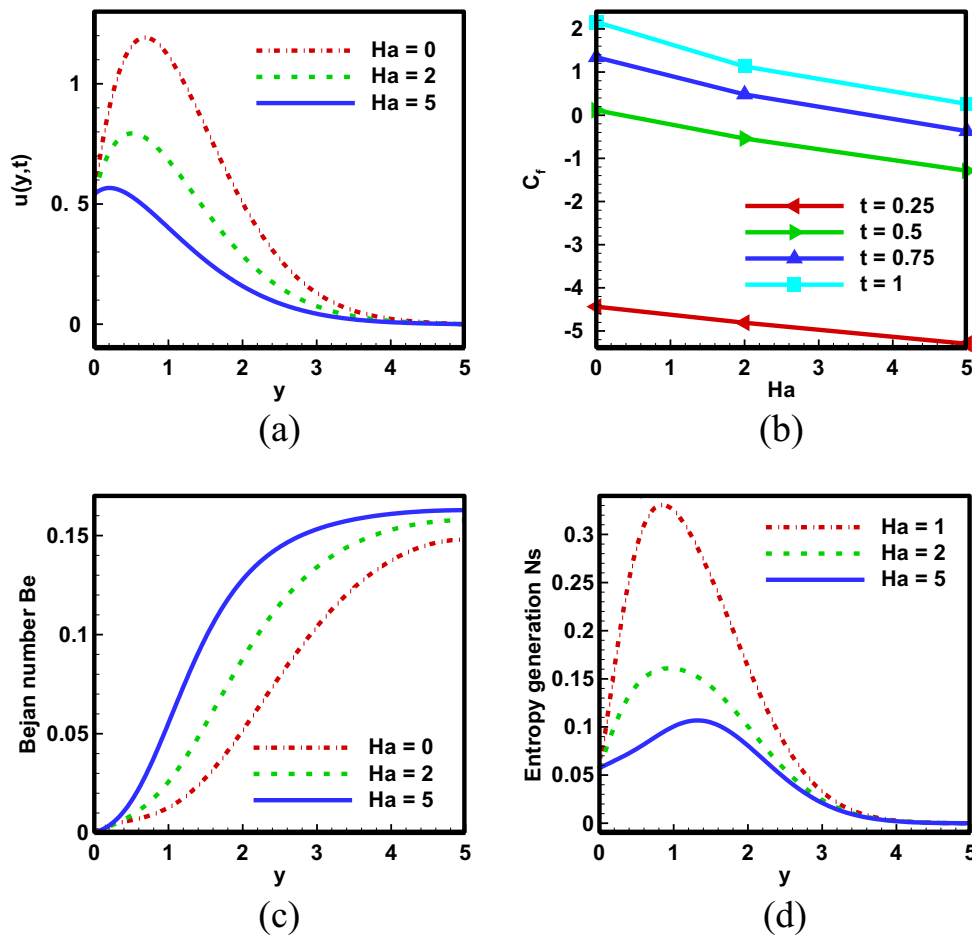 u(y,t)
1
0.5
0
Ha = 0
Ha = 2
Ha = 5
0 1 2 3 4 5
y
(a)
C_f
2
1
0
-1
-2
-3
-4
-5
t = 0.25
t = 0.5
t = 0.75
t = 1
0 1 2 3 4 5
Ha
(b)
Bejan number Be
0.15
0.1
0.05
0
Ha = 0
Ha = 2
Ha = 5
0 1 2 3 4 5
y
(c)
Entropy generation Ns
0.3
0.25
0.2
0.15
0.1
0.05
0
Ha = 1
Ha = 2
Ha = 5
0 1 2 3 4 5
y
(d)